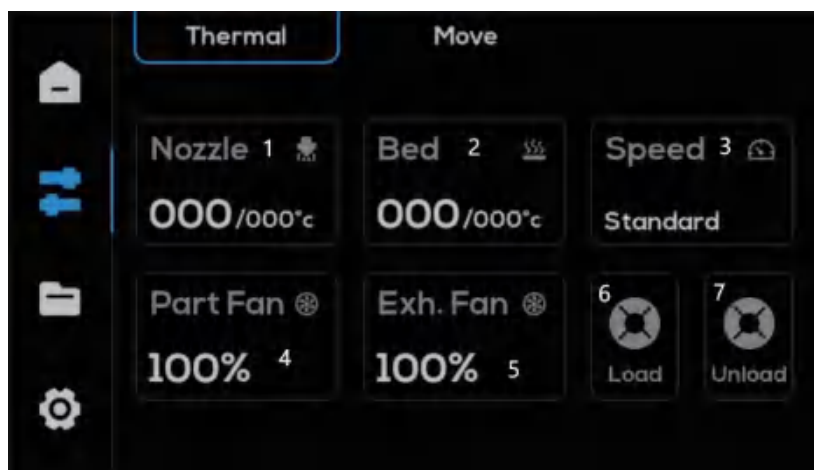 Thermal Move
Nozzle 1
000/000°c
Bed 2
000/000°c
Speed 3
Standard
Part Fan
100% 4
Exh. Fan
100% 5
6
Load
7
Unload